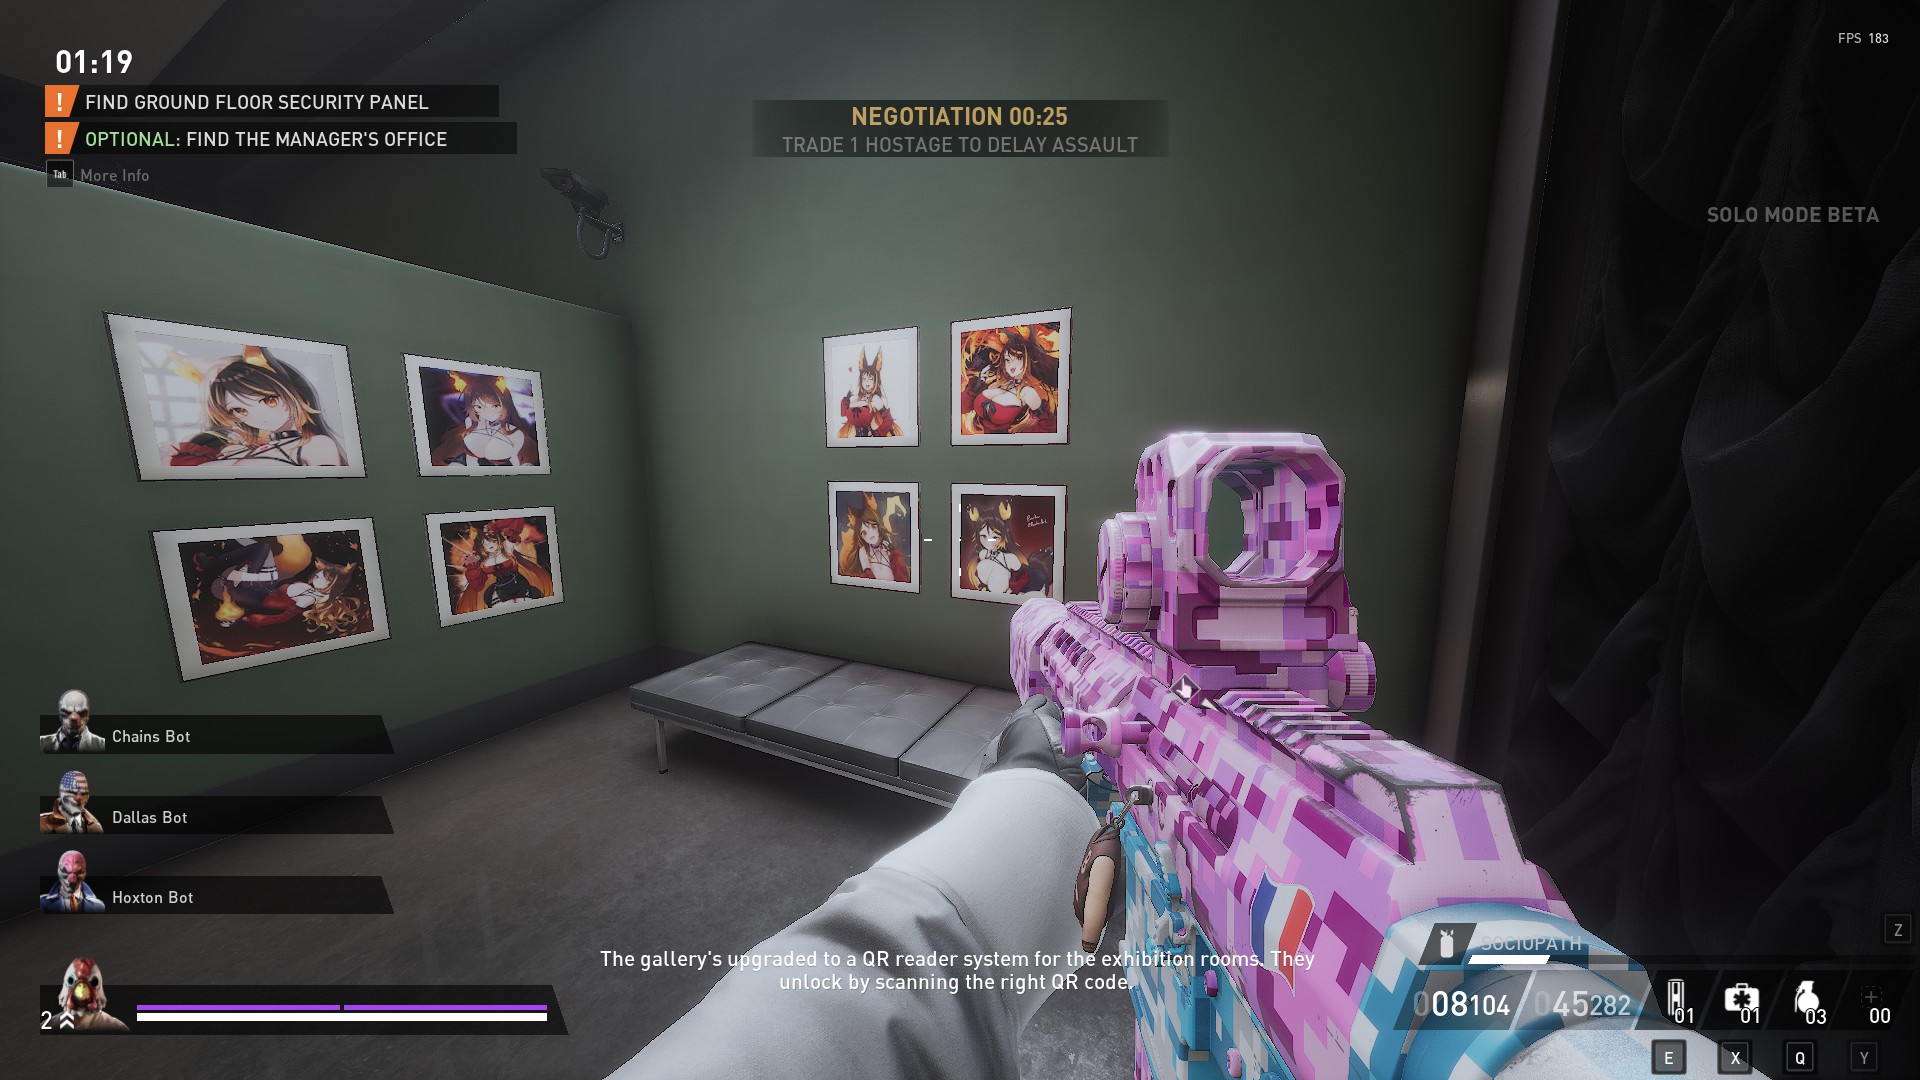 01:19
FPS 183
! FIND GROUND FLOOR SECURITY PANEL
! OPTIONAL: FIND THE MANAGER'S OFFICE
Tab More Info
NEGOTIATION 00:25
TRADE 1 HOSTAGE TO DELAY ASSAULT
SOLO MODE BETA
Chains Bot
Dallas Bot
Hoxton Bot
The gallery's upgraded to a QR reader system for the exhibition rooms. They
unlock by scanning the right QR code.
2
Z
SOCIOPATH
008104 045282 01 01 03 00
E X Q Y